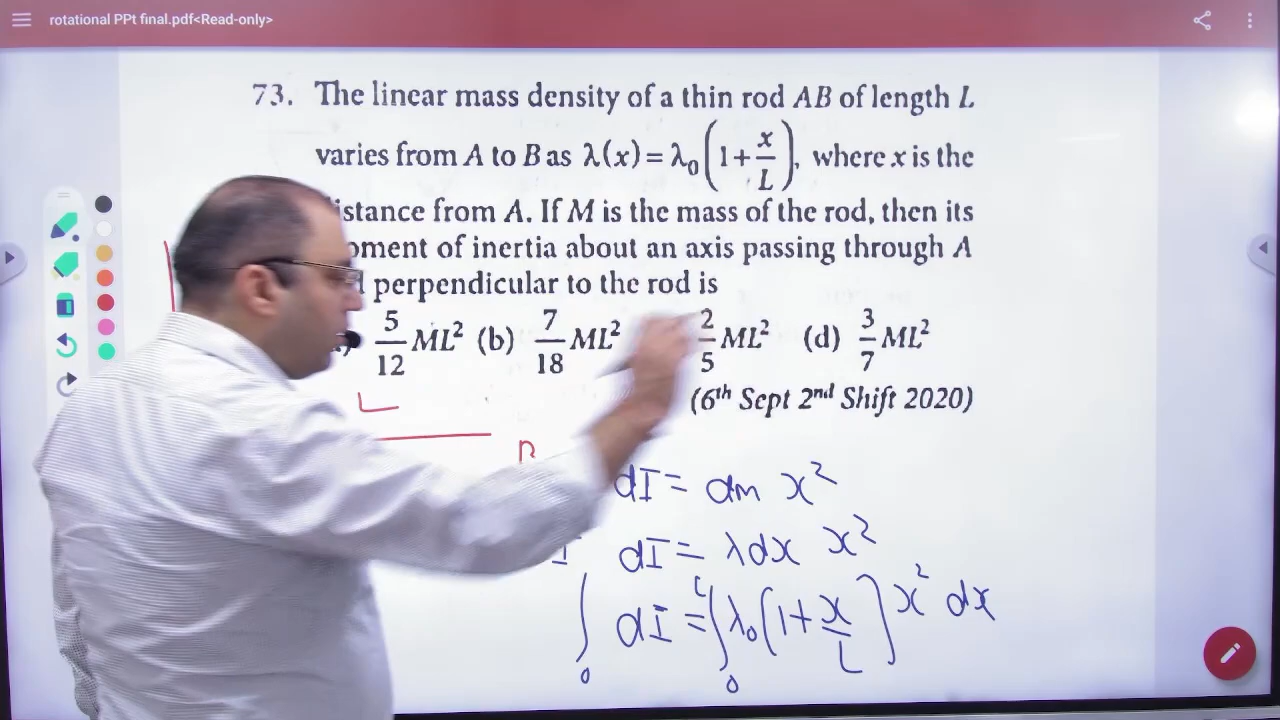 rotational PPt final.pdf<Read-only>
73. The linear mass density of a thin rod AB of length L
varies from A to B as λ(x) = λ₀(1 + x/L), where x is the
istance from A. If M is the mass of the rod, then its
oment of inertia about an axis passing through A
perpendicular to the rod is
5/12 ML² (b) 7/18 ML² 2/5 ML² (d) 3/7 ML²
(6th Sept 2nd Shift 2020)
L
dI = dm x²
dI = λdx x²
∫₀ dI = ∫₀ᴸ λ₀(1 + x/L) x² dx